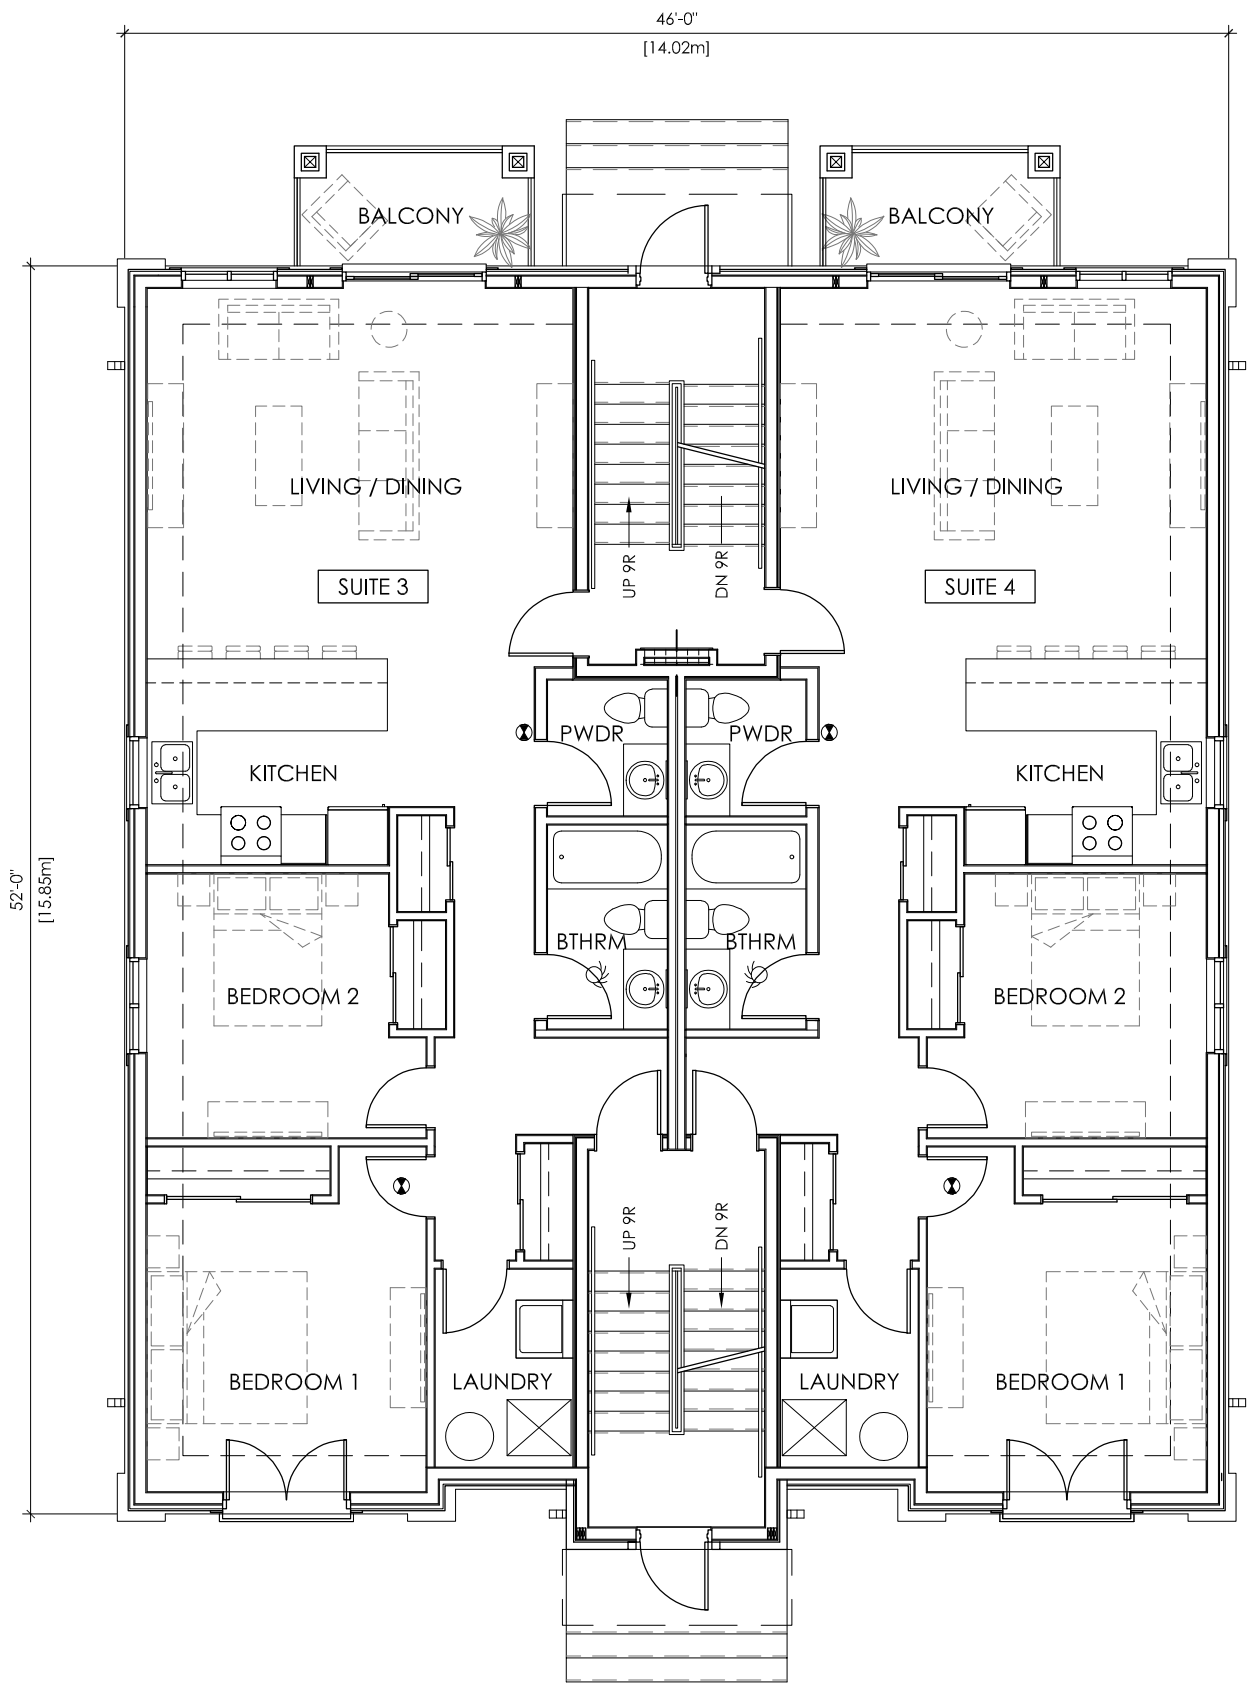 46'-0"
[14.02m]
BALCONY
BALCONY
LIVING / DINING
LIVING / DINING
UP 9R
DN 9R
SUITE 3
SUITE 4
PWDR
PWDR
KITCHEN
KITCHEN
52'-0"
[15.85m]
BTHRM
BTHRM
BEDROOM 2
BEDROOM 2
UP 9R
DN 9R
BEDROOM 1
LAUNDRY
LAUNDRY
BEDROOM 1